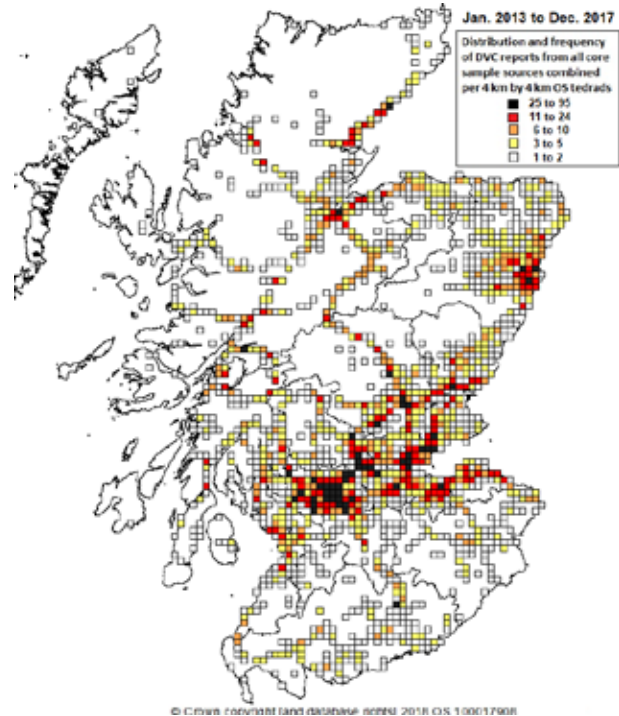 Jan. 2013 to Dec. 2017
Distribution and frequency
of DVC reports from all core
sample sources combined
per 4 km by 4 km OS tedrads
25 to 95
11 to 24
6 to 10
3 to 5
1 to 2
© Crown copyright [and database rights] 2018 OS 100017908